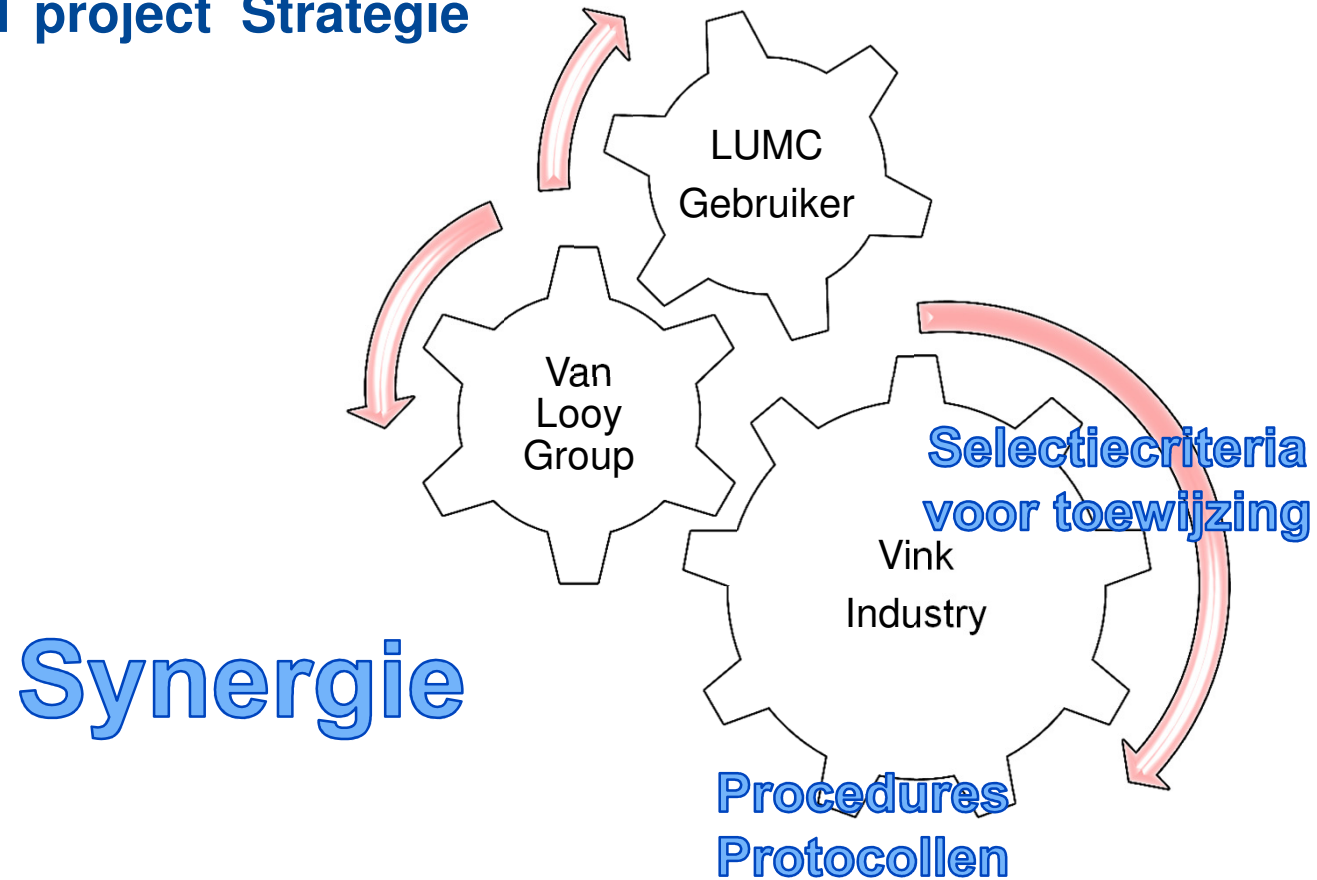 project Strategie
LUMC
Gebruiker
Van
Looy
Group
Selectiecriteria
voor toewijzing
Vink
Industry
Synergie
Procedures
Protocollen